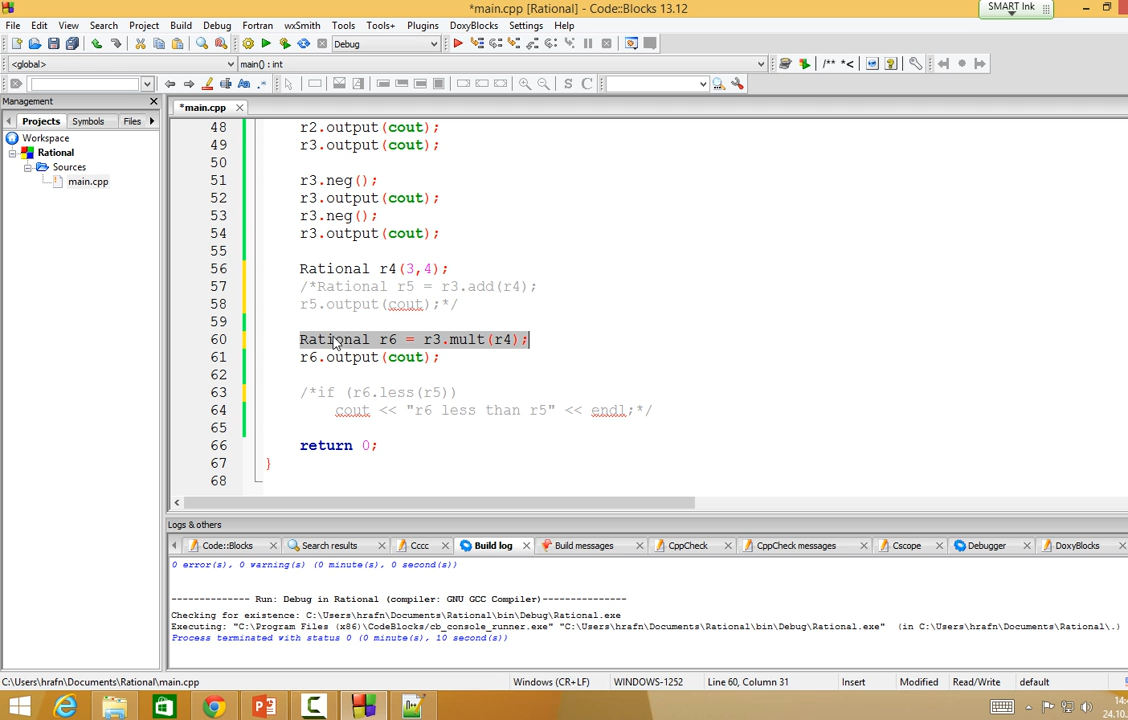 *main.cpp [Rational] - Code::Blocks 13.12
SMART Ink
File Edit View Search Project Build Debug Fortran wxSmith Tools Tools+ Plugins DoxyBlocks Settings Help
Debug
<global> main() : int /** *<
S C
Management
*main.cpp
Projects Symbols Files
Workspace
Rational
Sources
main.cpp
48 r2.output(cout);
49 r3.output(cout);
50
51 r3.neg();
52 r3.output(cout);
53 r3.neg();
54 r3.output(cout);
55
56 Rational r4(3,4);
57 /*Rational r5 = r3.add(r4);
58 r5.output(cout);*/
59
60 Rational r6 = r3.mult(r4);
61 r6.output(cout);
62
63 /*if (r6.less(r5))
64 cout << "r6 less than r5" << endl;*/
65
66 return 0;
67 }
68
Logs & others
Code::Blocks Search results Cccc Build log Build messages CppCheck CppCheck messages Cscope Debugger DoxyBlocks
0 error(s), 0 warning(s) (0 minute(s), 0 second(s))
-------------- Run: Debug in Rational (compiler: GNU GCC Compiler)---------------
Checking for existence: C:\Users\hrafn\Documents\Rational\bin\Debug\Rational.exe
Executing: "C:\Program Files (x86)\CodeBlocks/cb_console_runner.exe" "C:\Users\hrafn\Documents\Rational\bin\Debug\Rational.exe" (in C:\Users\hrafn\Documents\Rational\.)
Process terminated with status 0 (0 minute(s), 10 second(s))
C:\Users\hrafn\Documents\Rational\main.cpp Windows (CR+LF) WINDOWS-1252 Line 60, Column 31 Insert Modified Read/Write default
24.10.